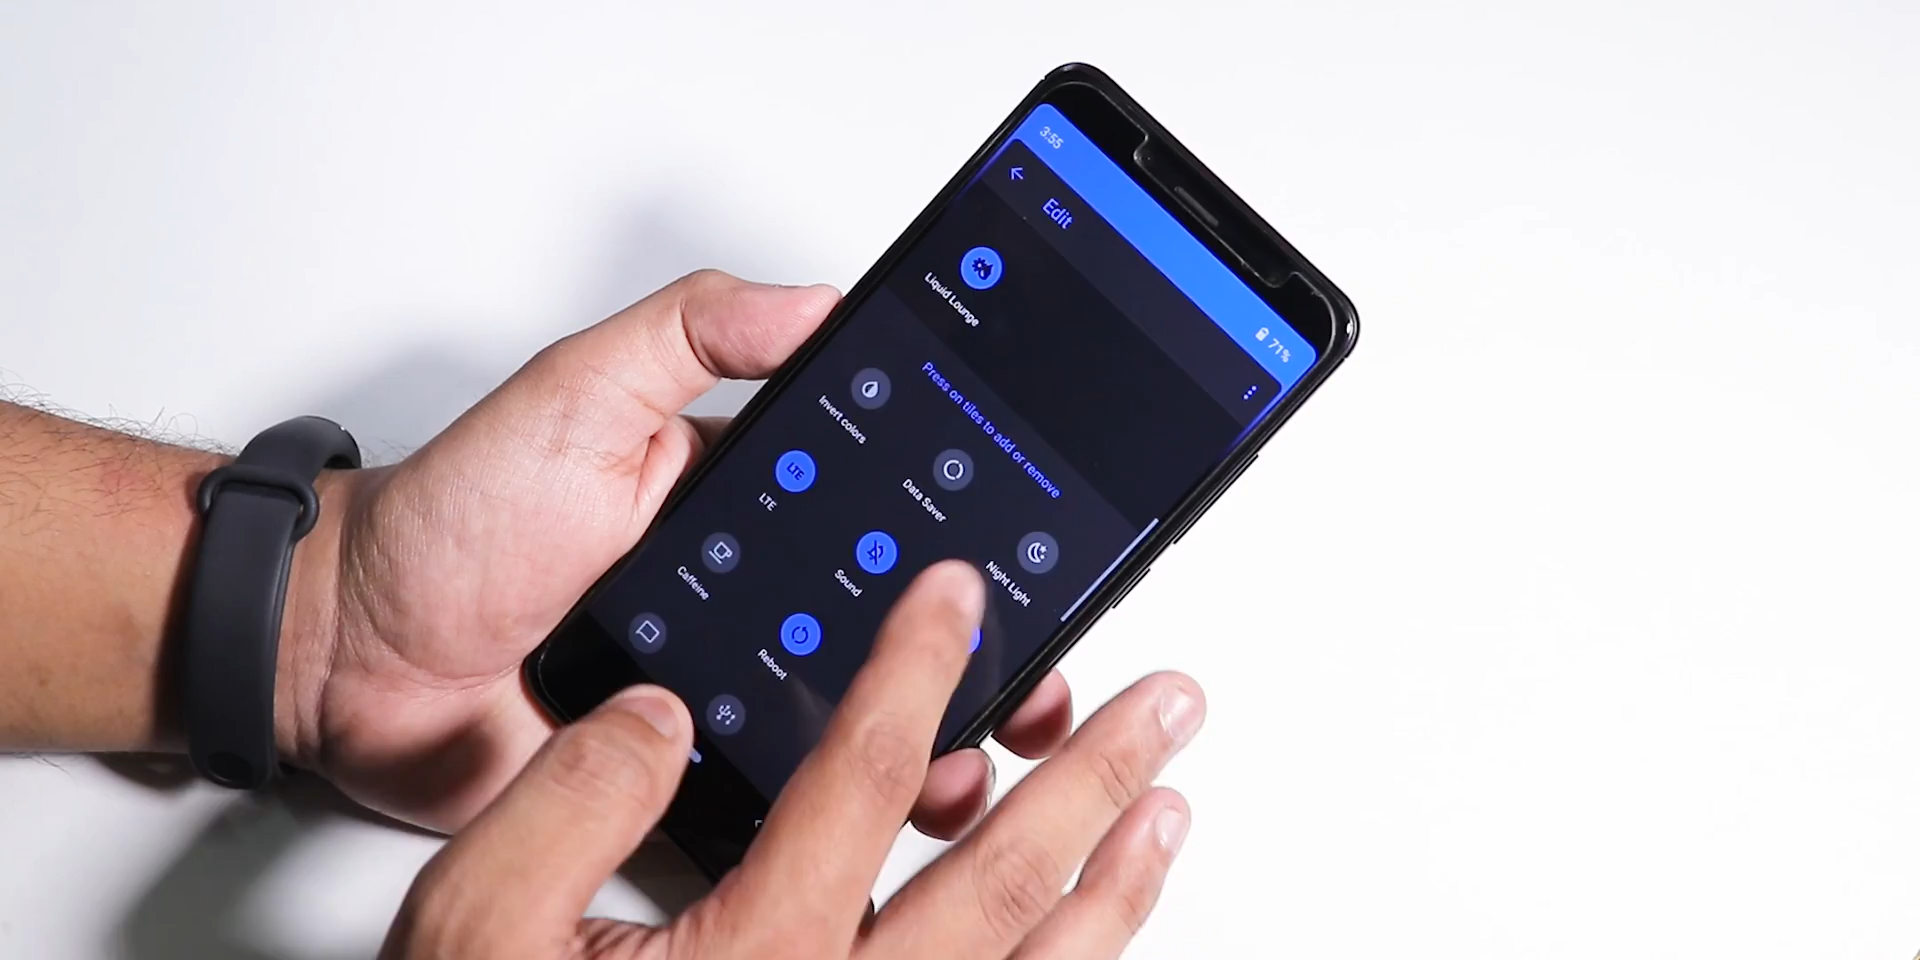 3:55
71%
Edit
Liquid Lounge
Press on tiles to add or remove
Invert colors
Data Saver
Night Light
LTE
LTE
Sound
Caffeine
Reboot